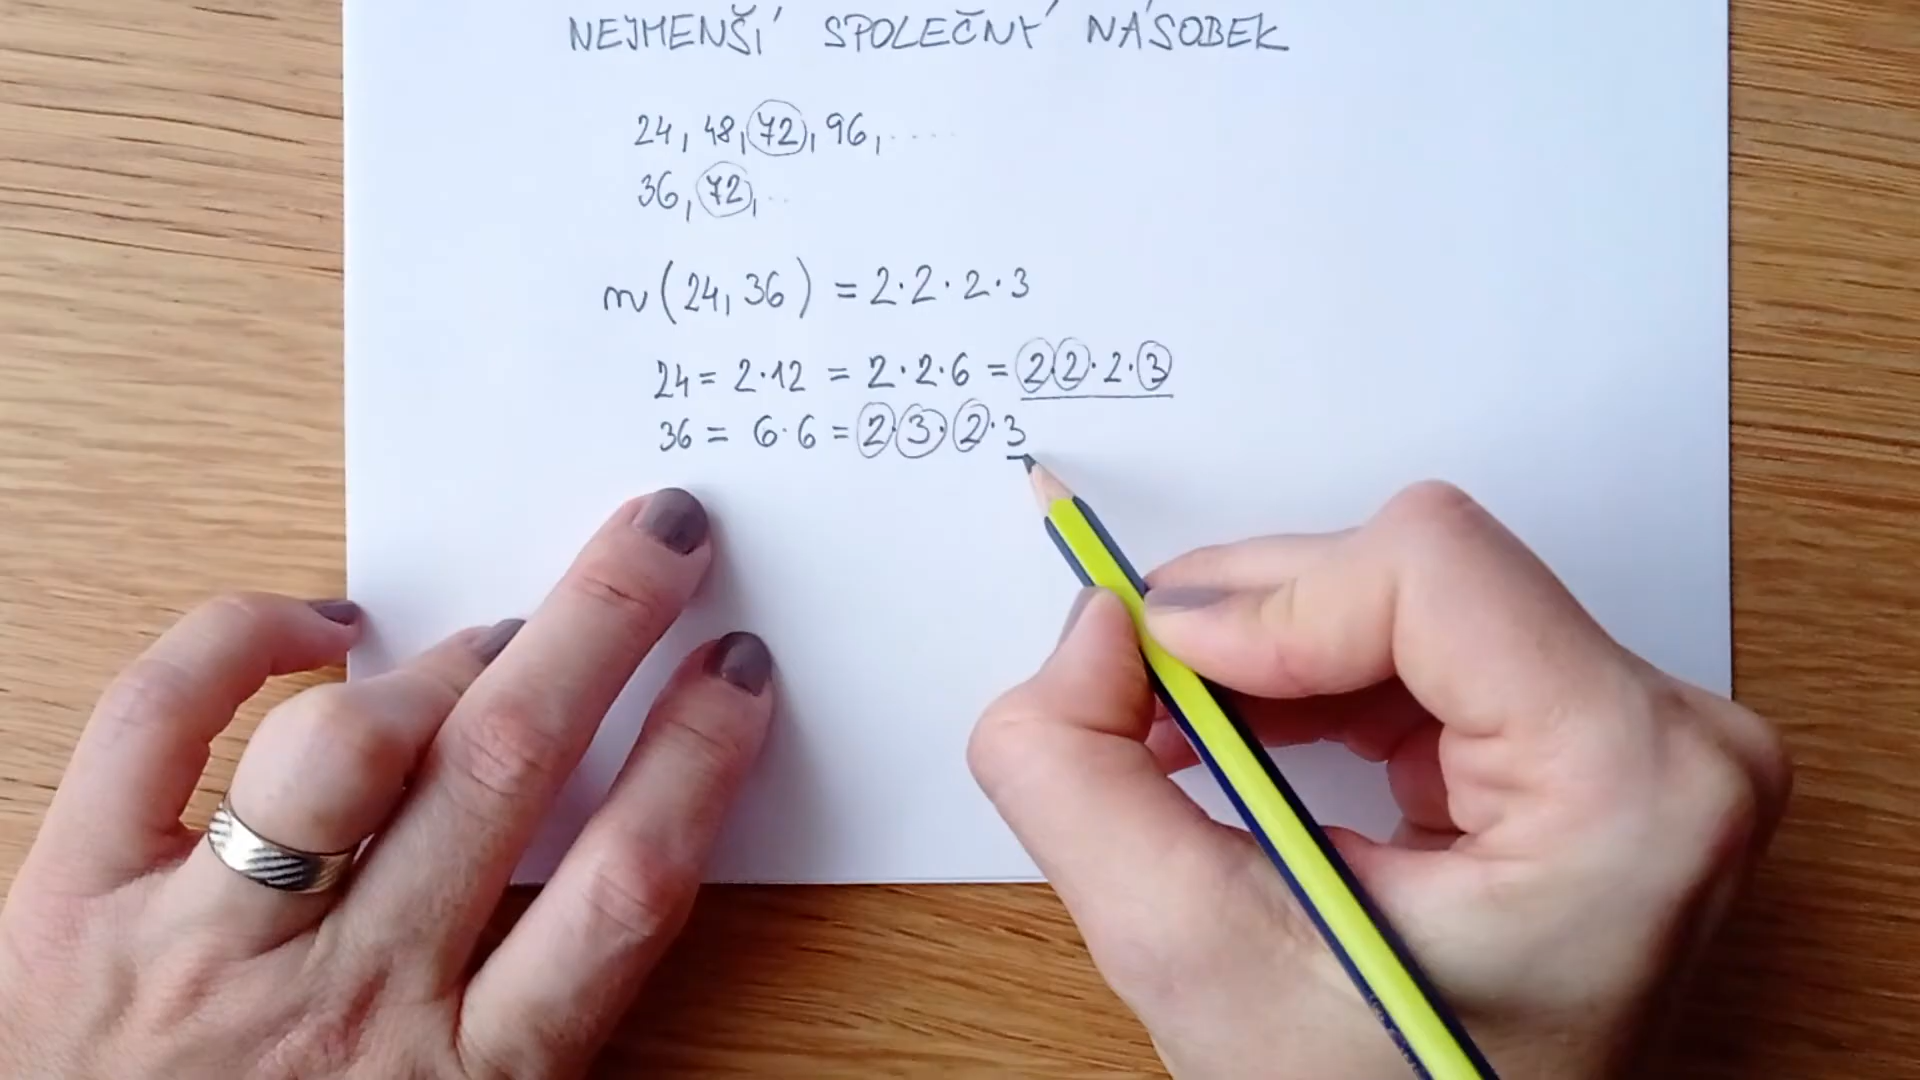 NEJMENŠÍ SPOLEČNÝ NÁSOBEK
24, 48, 72, 96, .....
36, 72, ..
n(24, 36) = 2·2·2·3
24 = 2·12 = 2·2·6 = 2·2·2·3
36 = 6·6 = 2·3·2·3